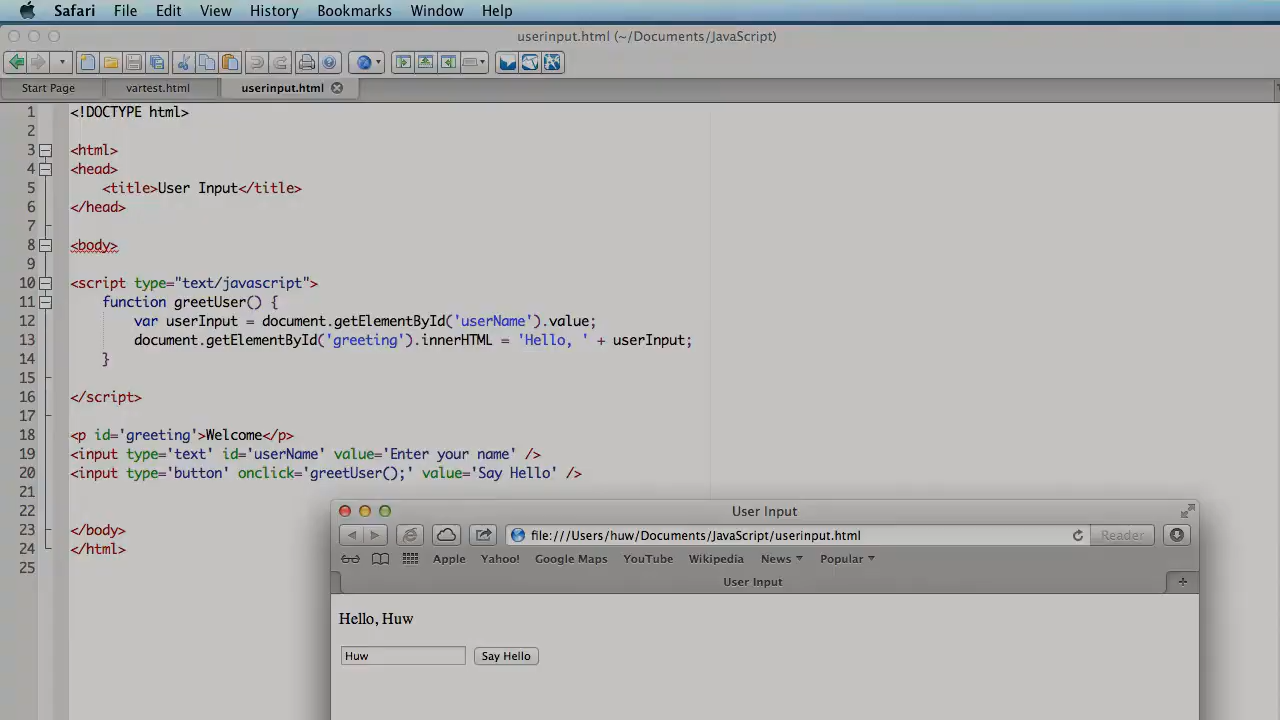 Safari File Edit View History Bookmarks Window Help
userinput.html (~/Documents/JavaScript)
Start Page vartest.html userinput.html
1 <!DOCTYPE html>
2
3 <html>
4 <head>
5 <title>User Input</title>
6 </head>
7
8 <body>
9
10 <script type="text/javascript">
11 function greetUser() {
12 var userInput = document.getElementById('userName').value;
13 document.getElementById('greeting').innerHTML = 'Hello, ' + userInput;
14 }
15
16 </script>
17
18 <p id='greeting'>Welcome</p>
19 <input type='text' id='userName' value='Enter your name' />
20 <input type='button' onclick='greetUser();' value='Say Hello' />
21
22
23 </body>
24 </html>
25
User Input
file:///Users/huw/Documents/JavaScript/userinput.html Reader
Apple Yahoo! Google Maps YouTube Wikipedia News Popular
User Input
Hello, Huw
Huw Say Hello